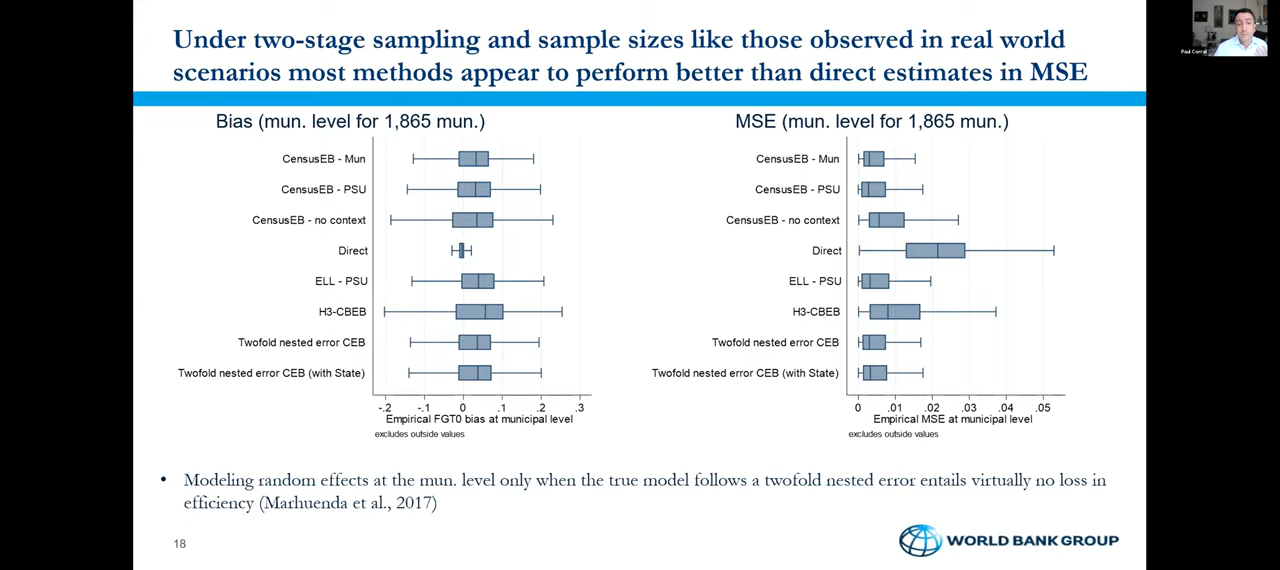 Under two-stage sampling and sample sizes like those observed in real world
scenarios most methods appear to perform better than direct estimates in MSE
Paul Corral
Bias (mun. level for 1,865 mun.)
CensusEB - Mun
CensusEB - PSU
CensusEB - no context
Direct
ELL - PSU
H3-CBEB
Twofold nested error CEB
Twofold nested error CEB (with State)
-.2 -.1 0 .1 .2 .3
Empirical FGT0 bias at municipal level
excludes outside values
MSE (mun. level for 1,865 mun.)
CensusEB - Mun
CensusEB - PSU
CensusEB - no context
Direct
ELL - PSU
H3-CBEB
Twofold nested error CEB
Twofold nested error CEB (with State)
0 .01 .02 .03 .04 .05
Empirical MSE at municipal level
excludes outside values
• Modeling random effects at the mun. level only when the true model follows a twofold nested error entails virtually no loss in
efficiency (Marhuenda et al., 2017)
18
WORLD BANK GROUP